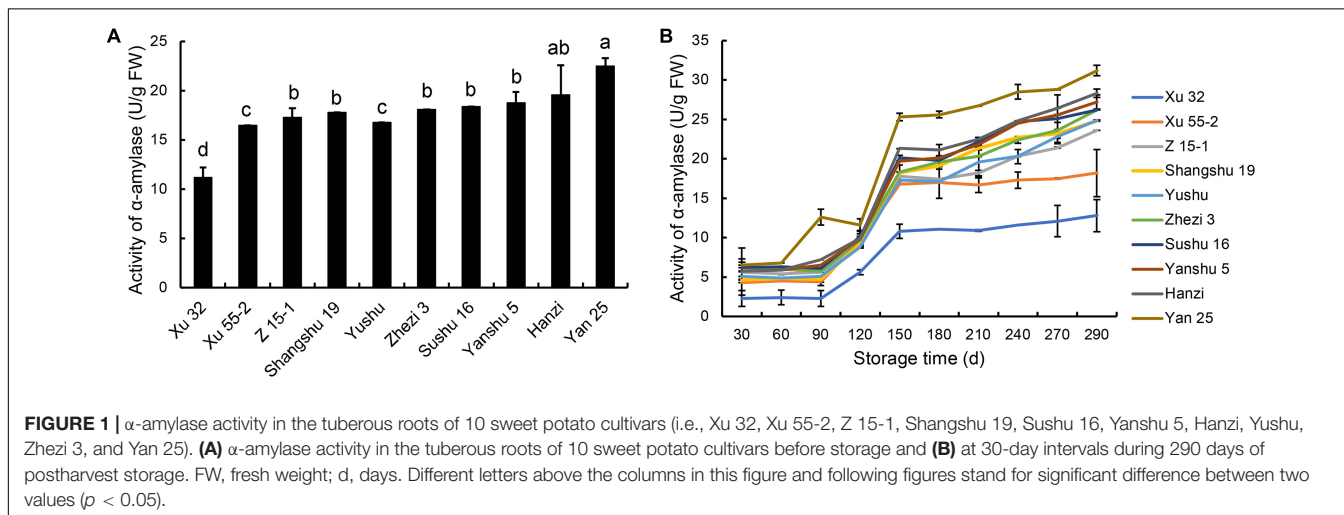 A
Activity of α-amylase (U/g FW)
25
20
15
10
5
0
d
c
b
b
c
b
b
b
ab
a
Xu 32
Xu 55-2
Z 15-1
Shangshu 19
Yushu
Zhezi 3
Sushu 16
Yanshu 5
Hanzi
Yan 25
B
Activity of α-amylase (U/g FW)
35
30
25
20
15
10
5
0
30 60 90 120 150 180 210 240 270 290
Storage time (d)
Xu 32
Xu 55-2
Z 15-1
Shangshu 19
Yushu
Zhezi 3
Sushu 16
Yanshu 5
Hanzi
Yan 25
FIGURE 1 | α-amylase activity in the tuberous roots of 10 sweet potato cultivars (i.e., Xu 32, Xu 55-2, Z 15-1, Shangshu 19, Sushu 16, Yanshu 5, Hanzi, Yushu,
Zhezi 3, and Yan 25). (A) α-amylase activity in the tuberous roots of 10 sweet potato cultivars before storage and (B) at 30-day intervals during 290 days of
postharvest storage. FW, fresh weight; d, days. Different letters above the columns in this figure and following figures stand for significant difference between two
values (p < 0.05).